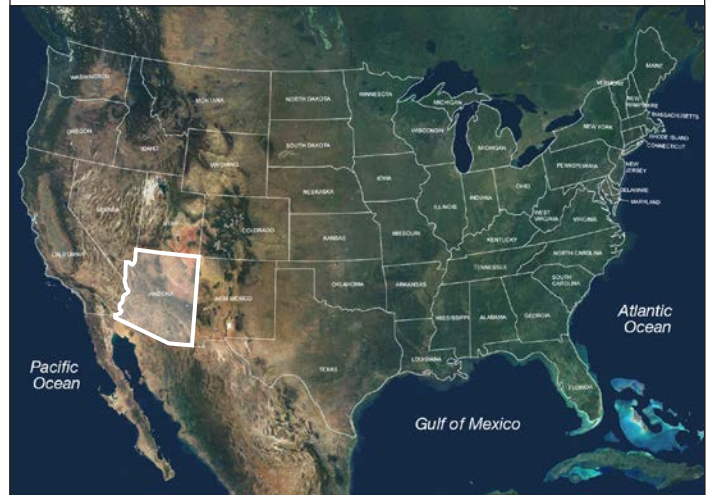 WASHINGTON
OREGON
IDAHO
MONTANA
WYOMING
NEVADA
CALIFORNIA
COLORADO
ARIZONA
NEW MEXICO
NORTH DAKOTA
SOUTH DAKOTA
NEBRASKA
KANSAS
OKLAHOMA
TEXAS
MINNESOTA
IOWA
MISSOURI
ARKANSAS
LOUISIANA
WISCONSIN
MICHIGAN
MICHIGAN
ILLINOIS
INDIANA
OHIO
KENTUCKY
TENNESSEE
MISSISSIPPI
ALABAMA
GEORGIA
FLORIDA
SOUTH
CAROLINA
NORTH CAROLINA
WEST
VIRGINIA
VIRGINIA
PENNSYLVANIA
NEW YORK
VERMONT
NEW
HAMPSHIRE
MAINE
MASSACHUSETTS
RHODE ISLAND
CONNECTICUT
NEW
JERSEY
DELAWARE
MARYLAND
Pacific
Ocean
Gulf of Mexico
Atlantic
Ocean